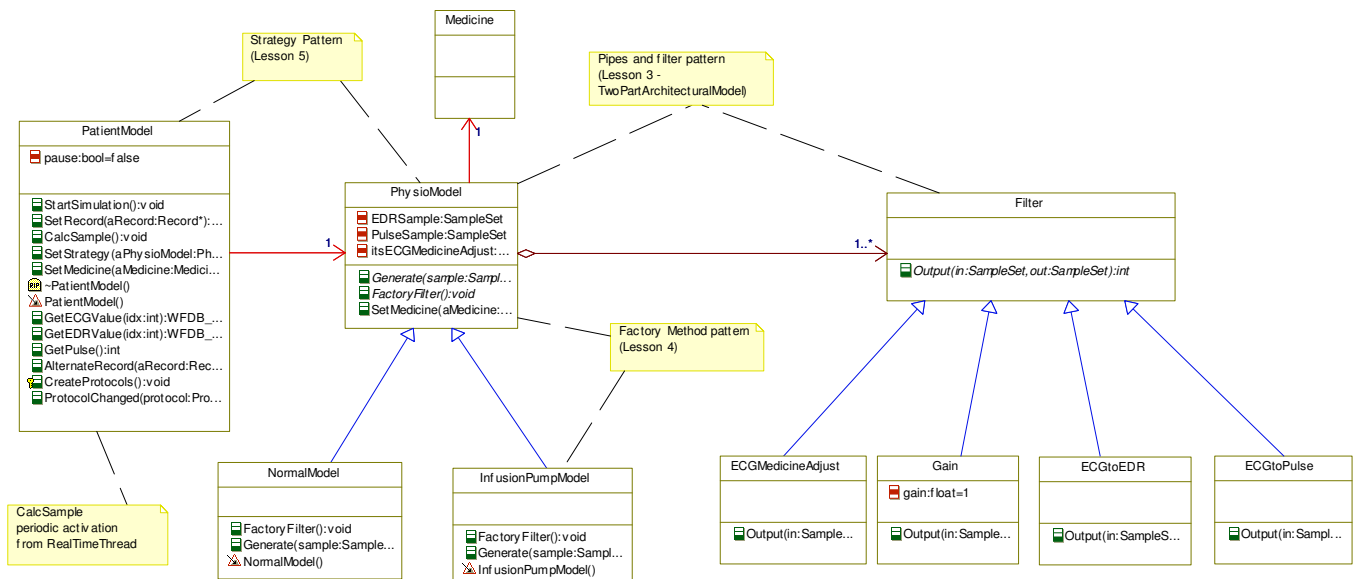 Medicine
1
Strategy Pattern
(Lesson 5)
Pipes and filter pattern
(Lesson 3 -
TwoPartArchitecturalModel)
PatientModel
pause:bool=false
StartSimulation():void
SetRecord(aRecord:Record*):...
CalcSample():void
SetStrategy(aPhysioModel:Ph...
SetMedicine(aMedicine:Medici...
~PatientModel()
PatientModel()
GetECGValue(idx:int):WFDB_...
GetEDRValue(idx:int):WFDB_...
GetPulse():int
AlternateRecord(aRecord:Rec...
CreateProtocols():void
ProtocolChanged(protocol:Pro...
1
PhysioModel
EDRSample:SampleSet
PulseSample:SampleSet
itsECGMedicineAdjust:...
Generate(sample:Sampl...
FactoryFilter():void
SetMedicine(aMedicine:...
1..*
Filter
Output(in:SampleSet,out:SampleSet):int
Factory Method pattern
(Lesson 4)
CalcSample
periodic activation
from RealTimeThread
NormalModel
FactoryFilter():void
Generate(sample:Sample...
NormalModel()
InfusionPumpModel
FactoryFilter():void
Generate(sample:Sampl...
InfusionPumpModel()
ECGMedicineAdjust
Output(in:Sample...
Gain
gain:float=1
Output(in:Sample...
ECGtoEDR
Output(in:SampleS...
ECGtoPulse
Output(in:Sampl...